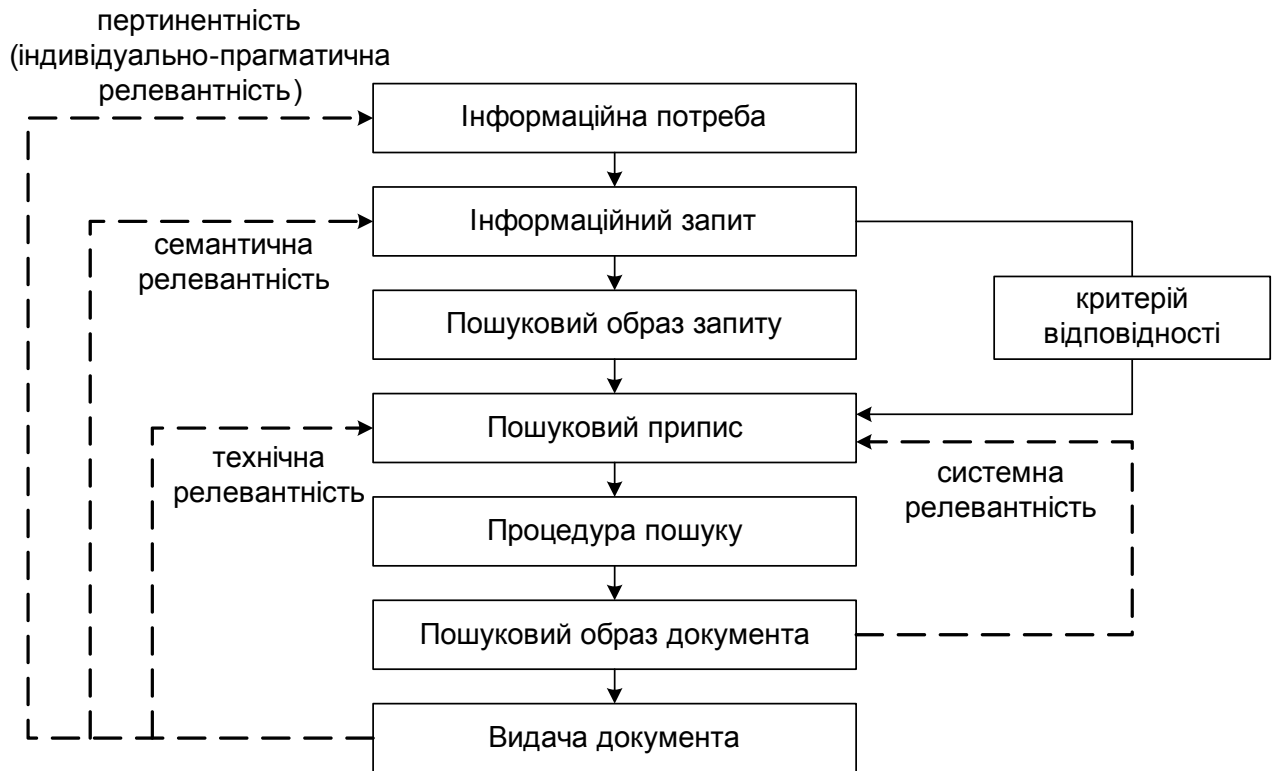 пертинентність
(індивідуально-прагматична
релевантність)
Інформаційна потреба
Інформаційний запит
семантична
релевантність
критерій
відповідності
Пошуковий образ запиту
Пошуковий припис
технічна
релевантність
системна
релевантність
Процедура пошуку
Пошуковий образ документа
Видача документа